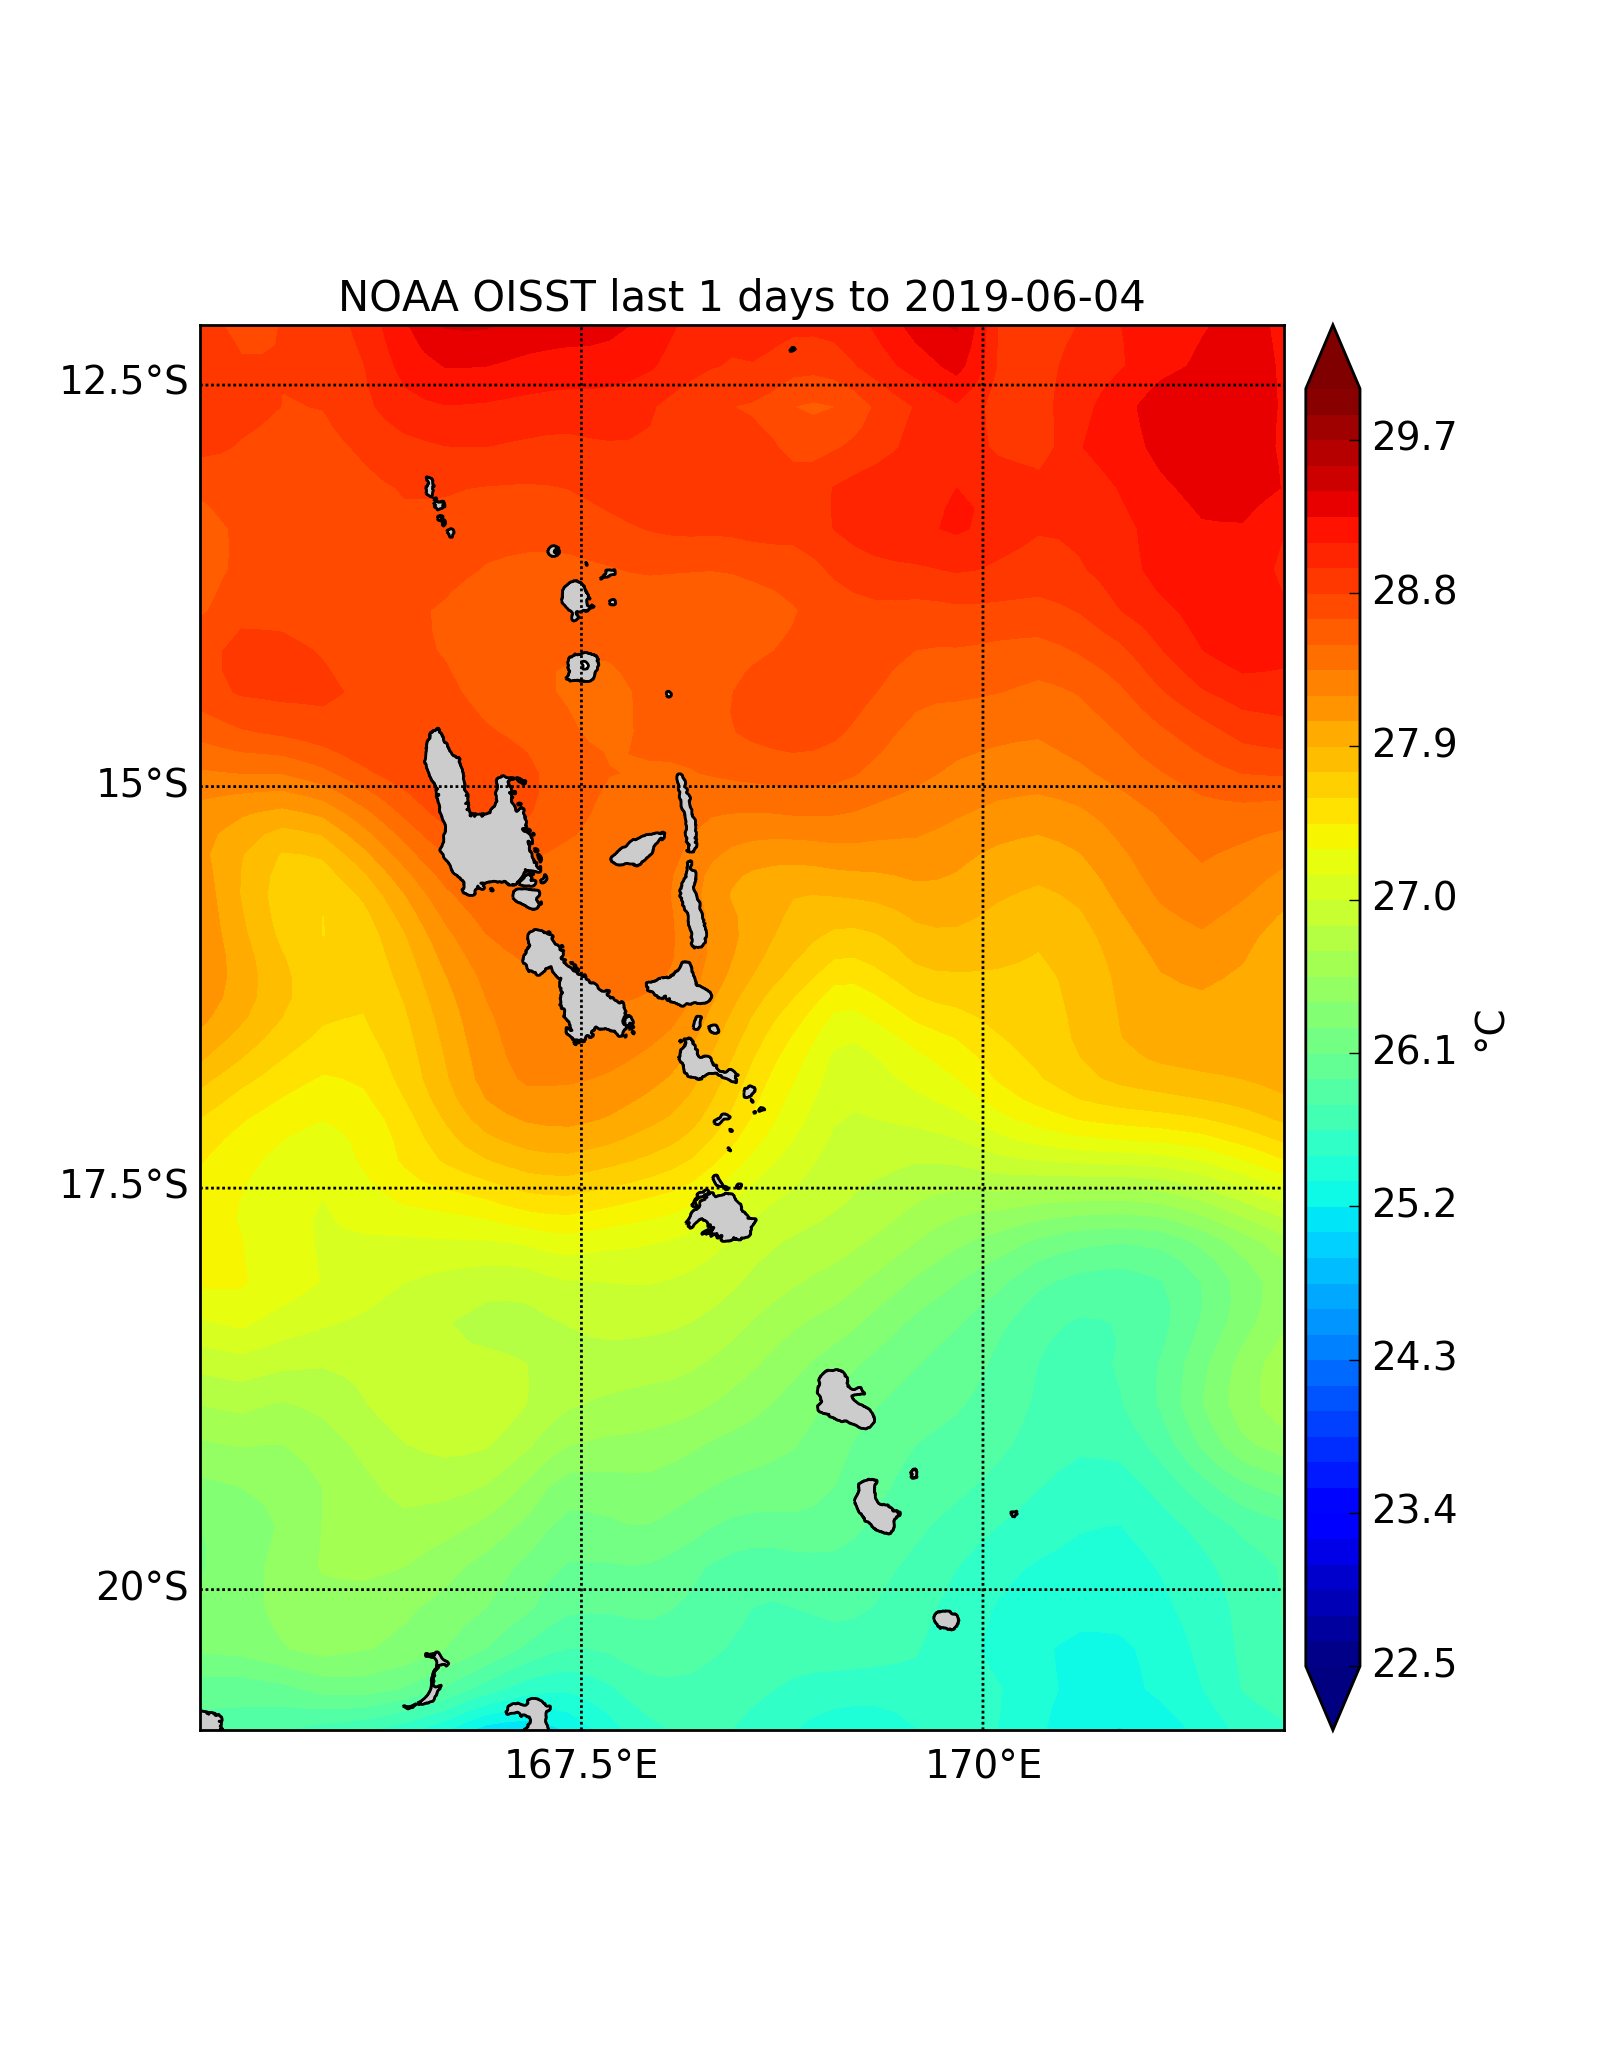 NOAA OISST last 1 days to 2019-06-04
12.5°S
15°S
17.5°S
20°S
167.5°E
170°E
29.7
28.8
27.9
27.0
26.1
25.2
24.3
23.4
22.5
°C